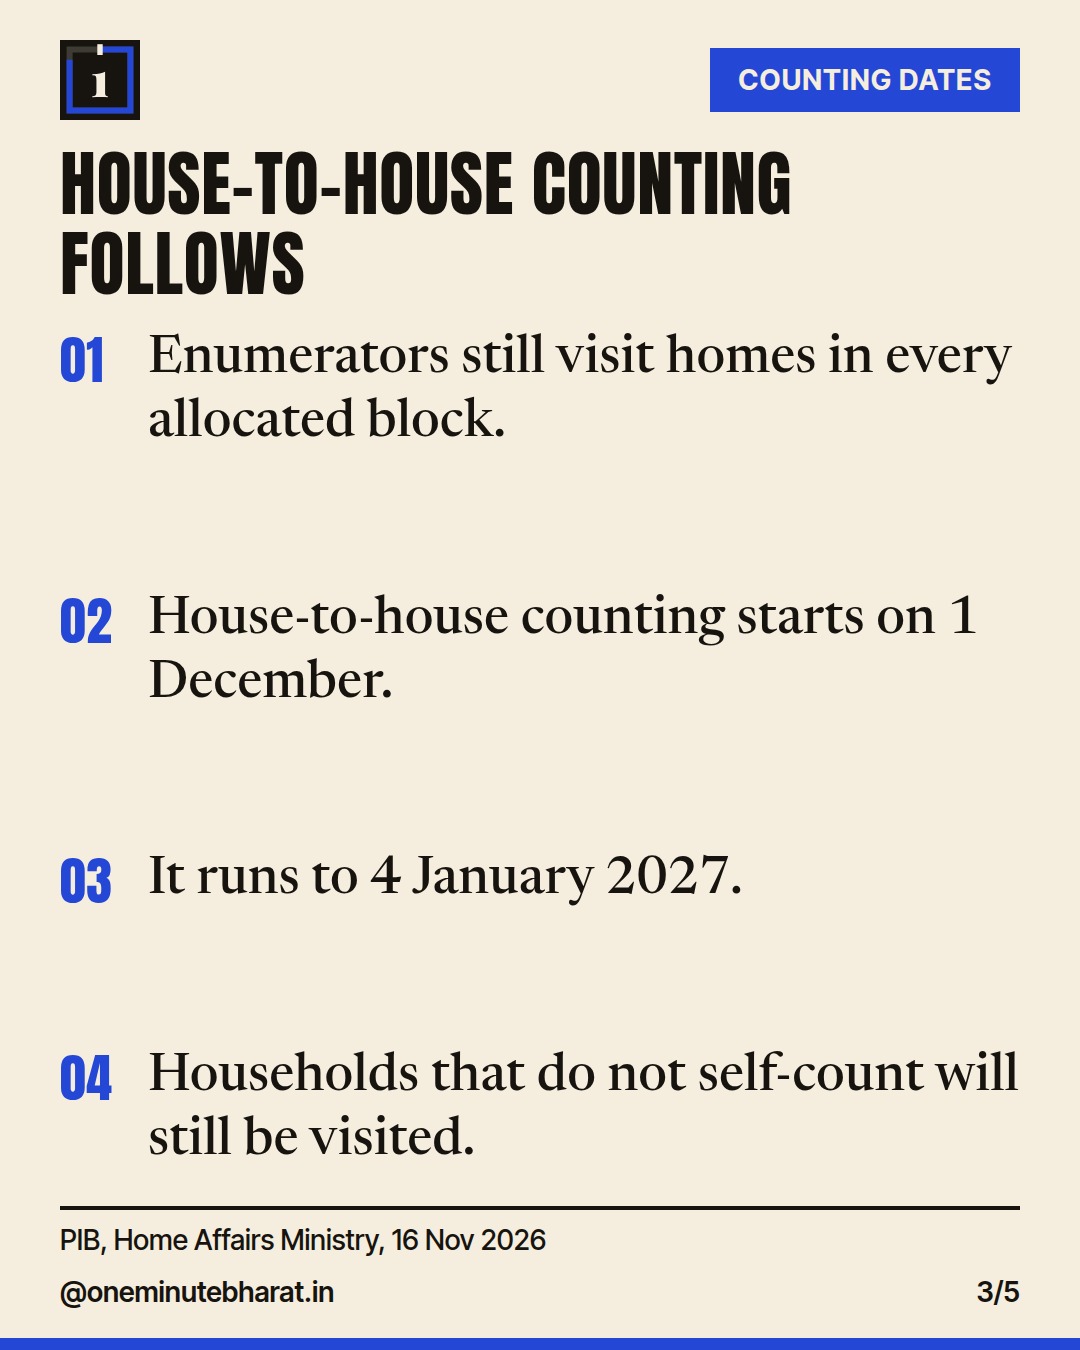 1
COUNTING DATES
HOUSE-TO-HOUSE COUNTING
FOLLOWS
01 Enumerators still visit homes in every
allocated block.
02 House-to-house counting starts on 1
December.
03 It runs to 4 January 2027.
04 Households that do not self-count will
still be visited.
PIB, Home Affairs Ministry, 16 Nov 2026
@oneminutebharat.in
3/5